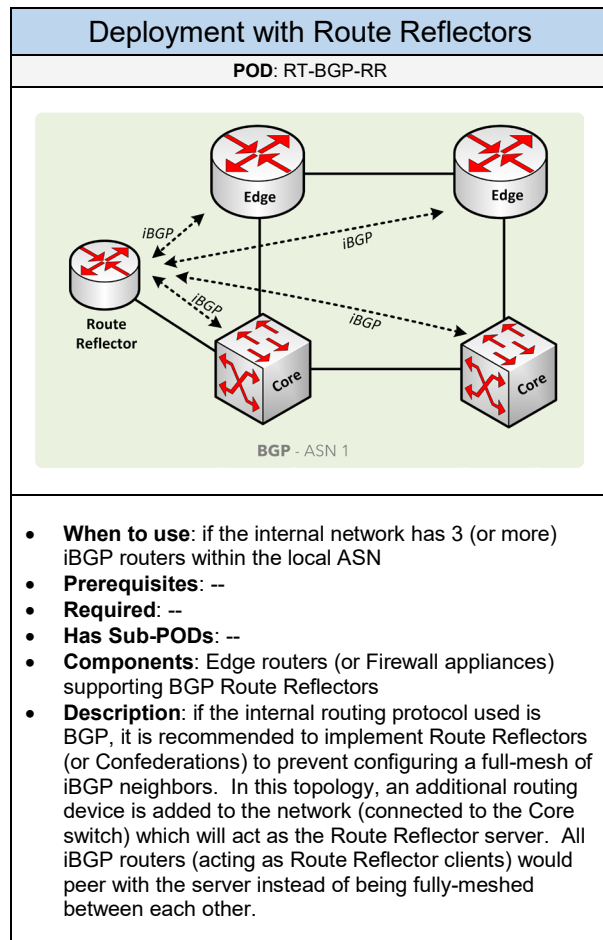 Deployment with Route Reflectors
POD: RT-BGP-RR
Edge
Edge
iBGP
iBGP
iBGP
iBGP
Route
Reflector
Core
Core
BGP - ASN 1
• When to use: if the internal network has 3 (or more)
iBGP routers within the local ASN
• Prerequisites: --
• Required: --
• Has Sub-PODs: --
• Components: Edge routers (or Firewall appliances)
supporting BGP Route Reflectors
• Description: if the internal routing protocol used is
BGP, it is recommended to implement Route Reflectors
(or Confederations) to prevent configuring a full-mesh of
iBGP neighbors. In this topology, an additional routing
device is added to the network (connected to the Core
switch) which will act as the Route Reflector server. All
iBGP routers (acting as Route Reflector clients) would
peer with the server instead of being fully-meshed
between each other.